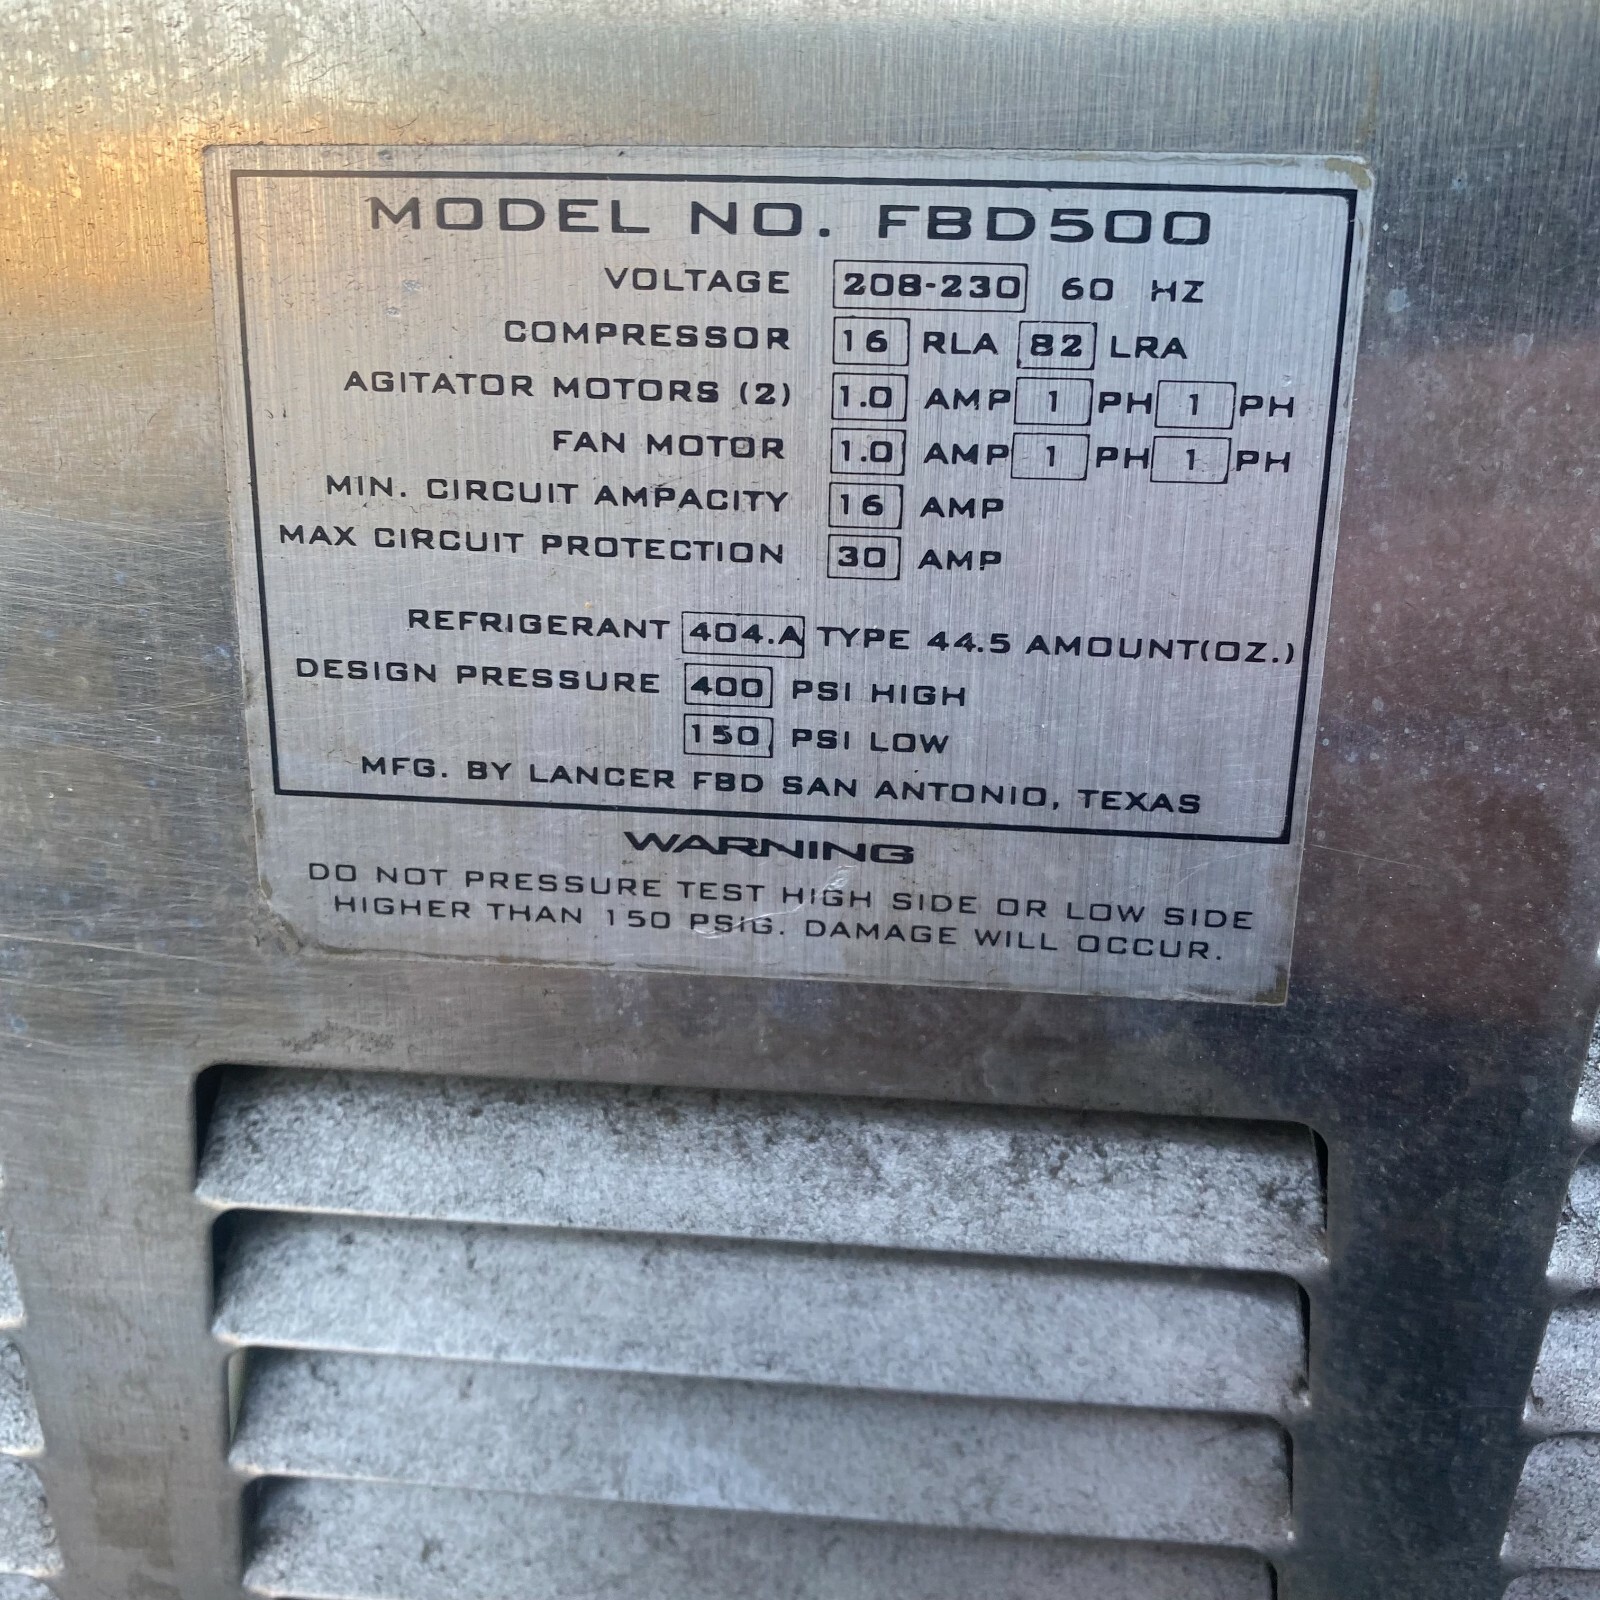 MODEL NO. FBD500
VOLTAGE 208-230 60 HZ
COMPRESSOR 16 RLA 82 LRA
AGITATOR MOTORS (2) 1.0 AMP 1 PH 1 PH
FAN MOTOR 1.0 AMP 1 PH 1 PH
MIN. CIRCUIT AMPACITY 16 AMP
MAX CIRCUIT PROTECTION 30 AMP
REFRIGERANT 404.A TYPE 44.5 AMOUNT(OZ.)
DESIGN PRESSURE 400 PSI HIGH
150 PSI LOW
MFG. BY LANCER FBD SAN ANTONIO, TEXAS
WARNING
DO NOT PRESSURE TEST HIGH SIDE OR LOW SIDE
HIGHER THAN 150 PSIG. DAMAGE WILL OCCUR.